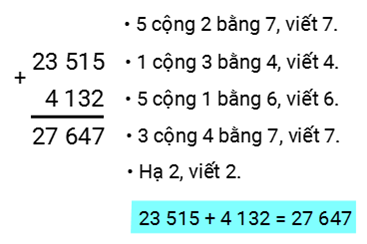 • 5 cộng 2 bằng 7, viết 7.
+
23 515
• 1 cộng 3 bằng 4, viết 4.
4 132
• 5 cộng 1 bằng 6, viết 6.
27 647
• 3 cộng 4 bằng 7, viết 7.
• Hạ 2, viết 2.
23 515 + 4 132 = 27 647